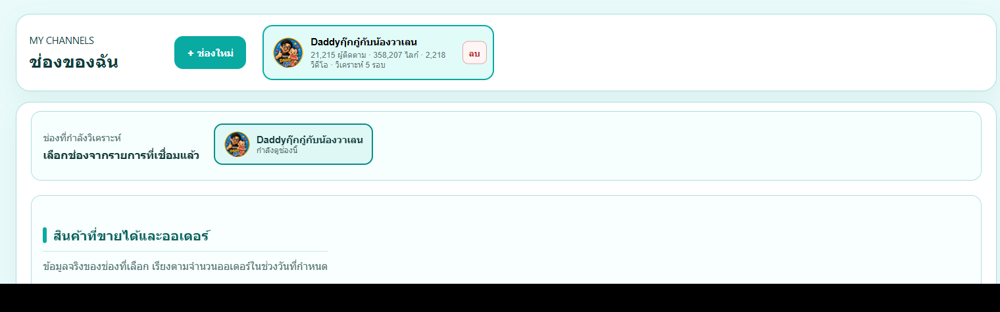 MY CHANNELS
ช่องของฉัน
+ ช่องใหม่
Daddyกุ๊กกู๋กับน้องวาเลน
21,215 ผู้ติดตาม · 358,207 ไลก์ · 2,218
วิดีโอ · วิเคราะห์ 5 รอบ
ลบ
ช่องที่กำลังวิเคราะห์
เลือกช่องจากรายการที่เชื่อมแล้ว
Daddyกุ๊กกู๋กับน้องวาเลน
กำลังดูช่องนี้
สินค้าที่ขายได้และออเดอร์
ข้อมูลจริงของช่องที่เลือก เรียงตามจำนวนออเดอร์ในช่วงวันที่กำหนด